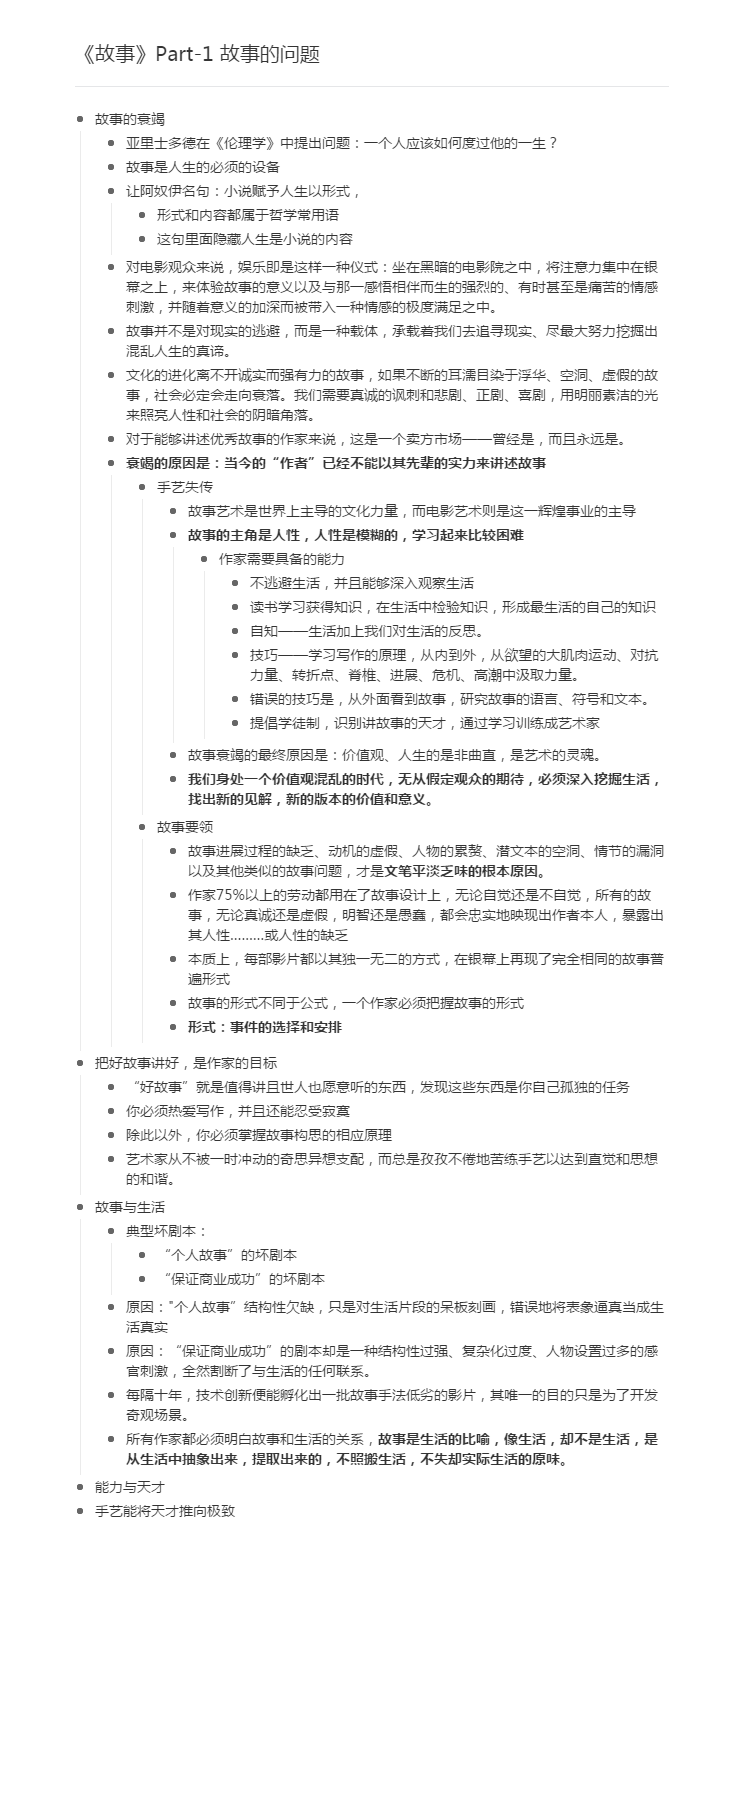 《故事》Part-1 故事的问题
故事的衰竭
亚里士多德在《伦理学》中提出问题：一个人应该如何度过他的一生？
故事是人生的必须的设备
让阿奴伊名句：小说赋予人生以形式，
形式和内容都属于哲学常用语
这句里面隐藏人生是小说的内容
对电影观众来说，娱乐即是这样一种仪式：坐在黑暗的电影院之中，将注意力集中在银
幕之上，来体验故事的意义以及与那一感悟相伴而生的强烈的、有时甚至是痛苦的情感
刺激，并随着意义的加深而被带入一种情感的极度满足之中。
故事并不是对现实的逃避，而是一种载体，承载着我们去追寻现实、尽最大努力挖掘出
混乱人生的真谛。
文化的进化离不开诚实而强有力的故事，如果不断的耳濡目染于浮华、空洞、虚假的故
事，社会必定会走向衰落。我们需要真诚的讽刺和悲剧、正剧、喜剧，用明丽素洁的光
来照亮人性和社会的阴暗角落。
对于能够讲述优秀故事的作家来说，这是一个卖方市场——曾经是，而且永远是。
衰竭的原因是：当今的“作者”已经不能以其先辈的实力来讲述故事
手艺失传
故事艺术是世界上主导的文化力量，而电影艺术则是这一辉煌事业的主导
故事的主角是人性，人性是模糊的，学习起来比较困难
作家需要具备的能力
不逃避生活，并且能够深入观察生活
读书学习获得知识，在生活中检验知识，形成最生活的自己的知识
自知——生活加上我们对生活的反思。
技巧——学习写作的原理，从内到外，从欲望的大肌肉运动、对抗
力量、转折点、脊椎、进展、危机、高潮中汲取力量。
错误的技巧是，从外面看到故事，研究故事的语言、符号和文本。
提倡学徒制，识别讲故事的天才，通过学习训练成艺术家
故事衰竭的最终原因是：价值观、人生的是非曲直，是艺术的灵魂。
我们身处一个价值观混乱的时代，无从假定观众的期待，必须深入挖掘生活，
找出新的见解，新的版本的价值和意义。
故事要领
故事进展过程的缺乏、动机的虚假、人物的累赘、潜文本的空洞、情节的漏洞
以及其他类似的故事问题，才是文笔平淡乏味的根本原因。
作家75%以上的劳动都用在了故事设计上，无论自觉还是不自觉，所有的故
事，无论真诚还是虚假，明智还是愚蠢，都会忠实地映现出作者本人，暴露出
其人性………或人性的缺乏
本质上，每部影片都以其独一无二的方式，在银幕上再现了完全相同的故事普
遍形式
故事的形式不同于公式，一个作家必须把握故事的形式
形式：事件的选择和安排
把好故事讲好，是作家的目标
“好故事”就是值得讲且世人也愿意听的东西，发现这些东西是你自己孤独的任务
你必须热爱写作，并且还能忍受寂寞
除此以外，你必须掌握故事构思的相应原理
艺术家从不被一时冲动的奇思异想支配，而总是孜孜不倦地苦练手艺以达到直觉和思想
的和谐。
故事与生活
典型坏剧本：
“个人故事”的坏剧本
“保证商业成功”的坏剧本
原因："个人故事”结构性欠缺，只是对生活片段的呆板刻画，错误地将表象逼真当成生
活真实
原因：“保证商业成功”的剧本却是一种结构性过强、复杂化过度、人物设置过多的感
官刺激，全然割断了与生活的任何联系。
每隔十年，技术创新便能孵化出一批故事手法低劣的影片，其唯一的目的只是为了开发
奇观场景。
所有作家都必须明白故事和生活的关系，故事是生活的比喻，像生活，却不是生活，是
从生活中抽象出来，提取出来的，不照搬生活，不失却实际生活的原味。
能力与天才
手艺能将天才推向极致